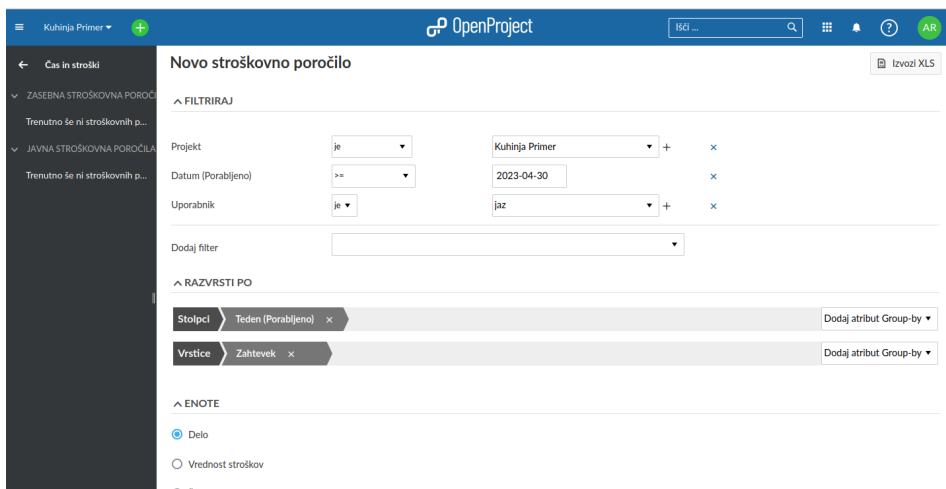 Kuhinja Primer
OpenProject
Išči ...
AR
Čas in stroški
Novo stroškovno poročilo
Izvozi XLS
ZASEBNA STROŠKOVNA POROČI
Trenutno še ni stroškovnih p...
JAVNA STROŠKOVNA POROČILA
Trenutno še ni stroškovnih p...
FILTRIRAJ
Projekt je Kuhinja Primer
Datum (Porabljeno) >= 2023-04-30
Uporabnik je jaz
Dodaj filter
RAZVRSTI PO
Stolpci Teden (Porabljeno) Dodaj atribut Group-by
Vrstice Zahtevek Dodaj atribut Group-by
ENOTE
Delo
Vrednost stroškov